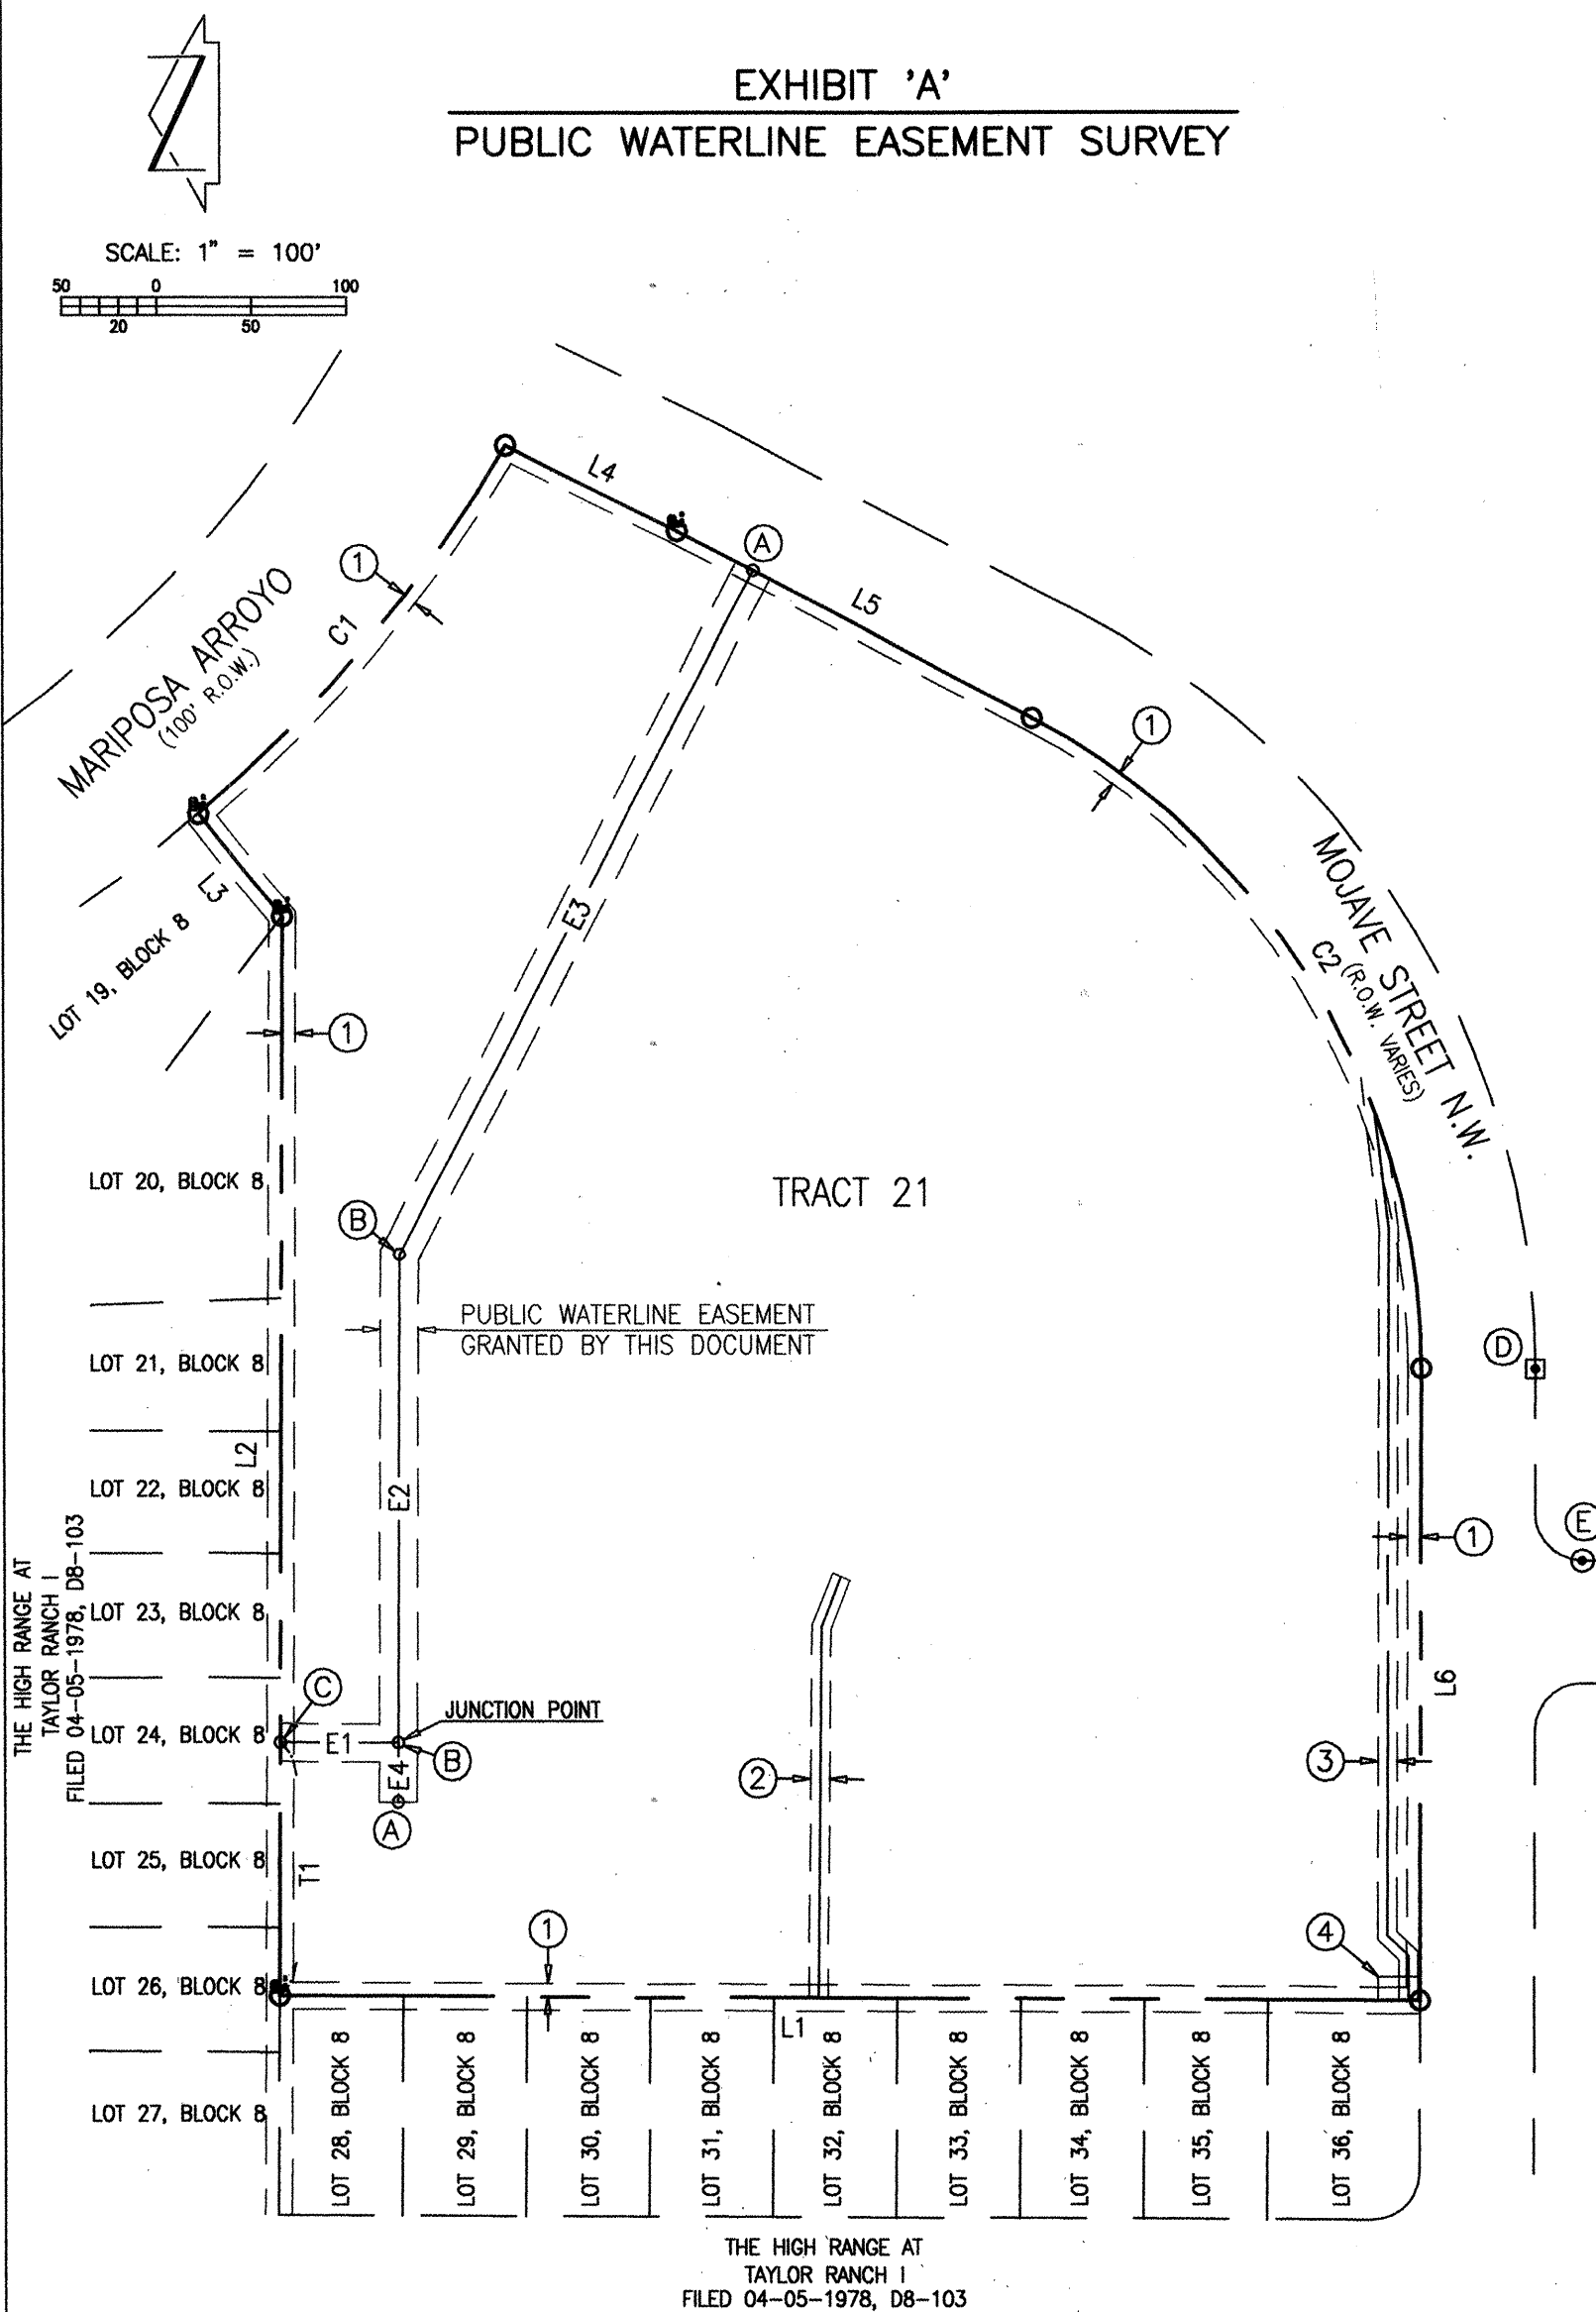 EXHIBIT 'A'
PUBLIC WATERLINE EASEMENT SURVEY
SCALE: 1" = 100'
50 0 100
20 50
L4
A
L5
1
C1
MARIPOSA ARROYO
(100' R.O.W.)
1
L3
LOT 19, BLOCK 8
E3
MOJAVE STREET N.W.
(R.O.W. VARIES)
C2
1
LOT 20, BLOCK 8
TRACT 21
B
PUBLIC WATERLINE EASEMENT
GRANTED BY THIS DOCUMENT
LOT 21, BLOCK 8
D
L2
LOT 22, BLOCK 8
E2
1
E
THE HIGH RANGE AT
TAYLOR RANCH I
FILED 04-05-1978, D8-103
LOT 23, BLOCK 8
C
JUNCTION POINT
L6
LOT 24, BLOCK 8
E1
B
E4
2
3
A
LOT 25, BLOCK 8
T1
1
4
LOT 26, BLOCK 8
L1
LOT 27, BLOCK 8
LOT 28, BLOCK 8
LOT 29, BLOCK 8
LOT 30, BLOCK 8
LOT 31, BLOCK 8
LOT 32, BLOCK 8
LOT 33, BLOCK 8
LOT 34, BLOCK 8
LOT 35, BLOCK 8
LOT 36, BLOCK 8
THE HIGH RANGE AT
TAYLOR RANCH I
FILED 04-05-1978, D8-103